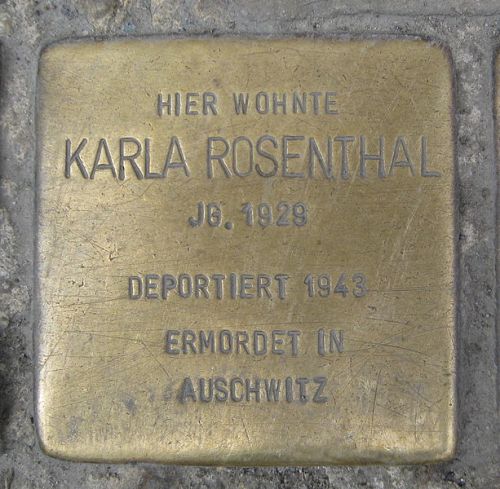 HIER WOHNTE
KARLA ROSENTHAL
JG. 1929
DEPORTIERT 1943
ERMORDET IN
AUSCHWITZ